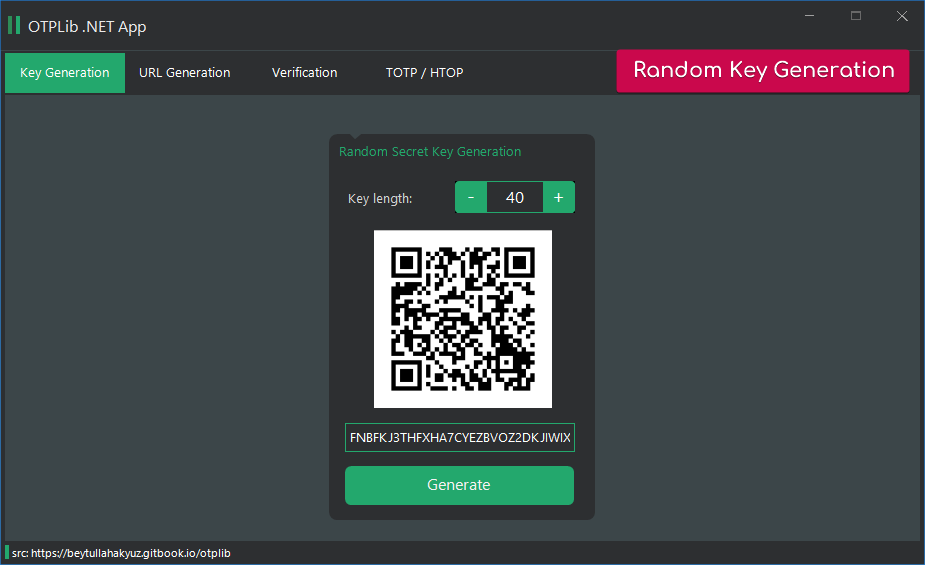 OTPLib .NET App
Key Generation URL Generation Verification TOTP / HTOP
Random Key Generation
Random Secret Key Generation
Key length: - 40 +
FNBFKJ3THFXHA7CYEZBVOZ2DKJIWIX
Generate
src: https://beytullahakyuz.gitbook.io/otplib